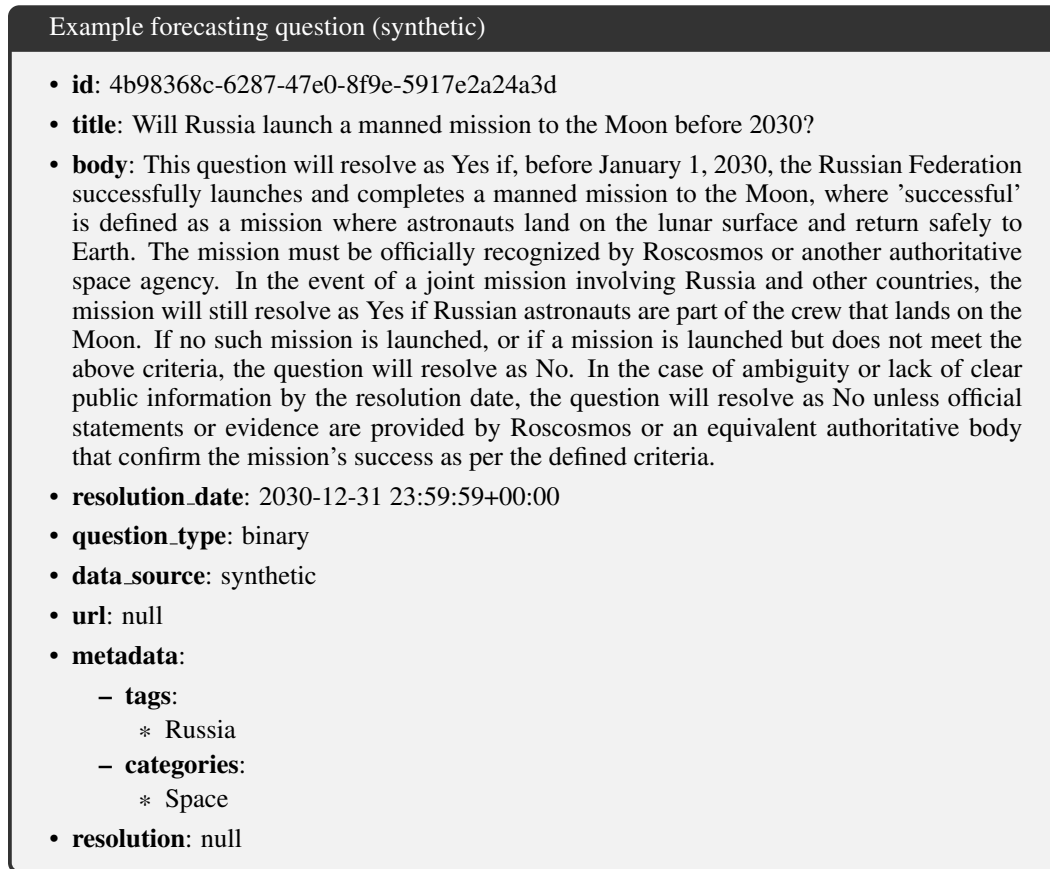 Example forecasting question (synthetic)
• id: 4b98368c-6287-47e0-8f9e-5917e2a24a3d
• title: Will Russia launch a manned mission to the Moon before 2030?
• body: This question will resolve as Yes if, before January 1, 2030, the Russian Federation
successfully launches and completes a manned mission to the Moon, where 'successful'
is defined as a mission where astronauts land on the lunar surface and return safely to
Earth. The mission must be officially recognized by Roscosmos or another authoritative
space agency. In the event of a joint mission involving Russia and other countries, the
mission will still resolve as Yes if Russian astronauts are part of the crew that lands on the
Moon. If no such mission is launched, or if a mission is launched but does not meet the
above criteria, the question will resolve as No. In the case of ambiguity or lack of clear
public information by the resolution date, the question will resolve as No unless official
statements or evidence are provided by Roscosmos or an equivalent authoritative body
that confirm the mission's success as per the defined criteria.
• resolution_date: 2030-12-31 23:59:59+00:00
• question_type: binary
• data_source: synthetic
• url: null
• metadata:
– tags:
* Russia
– categories:
* Space
• resolution: null